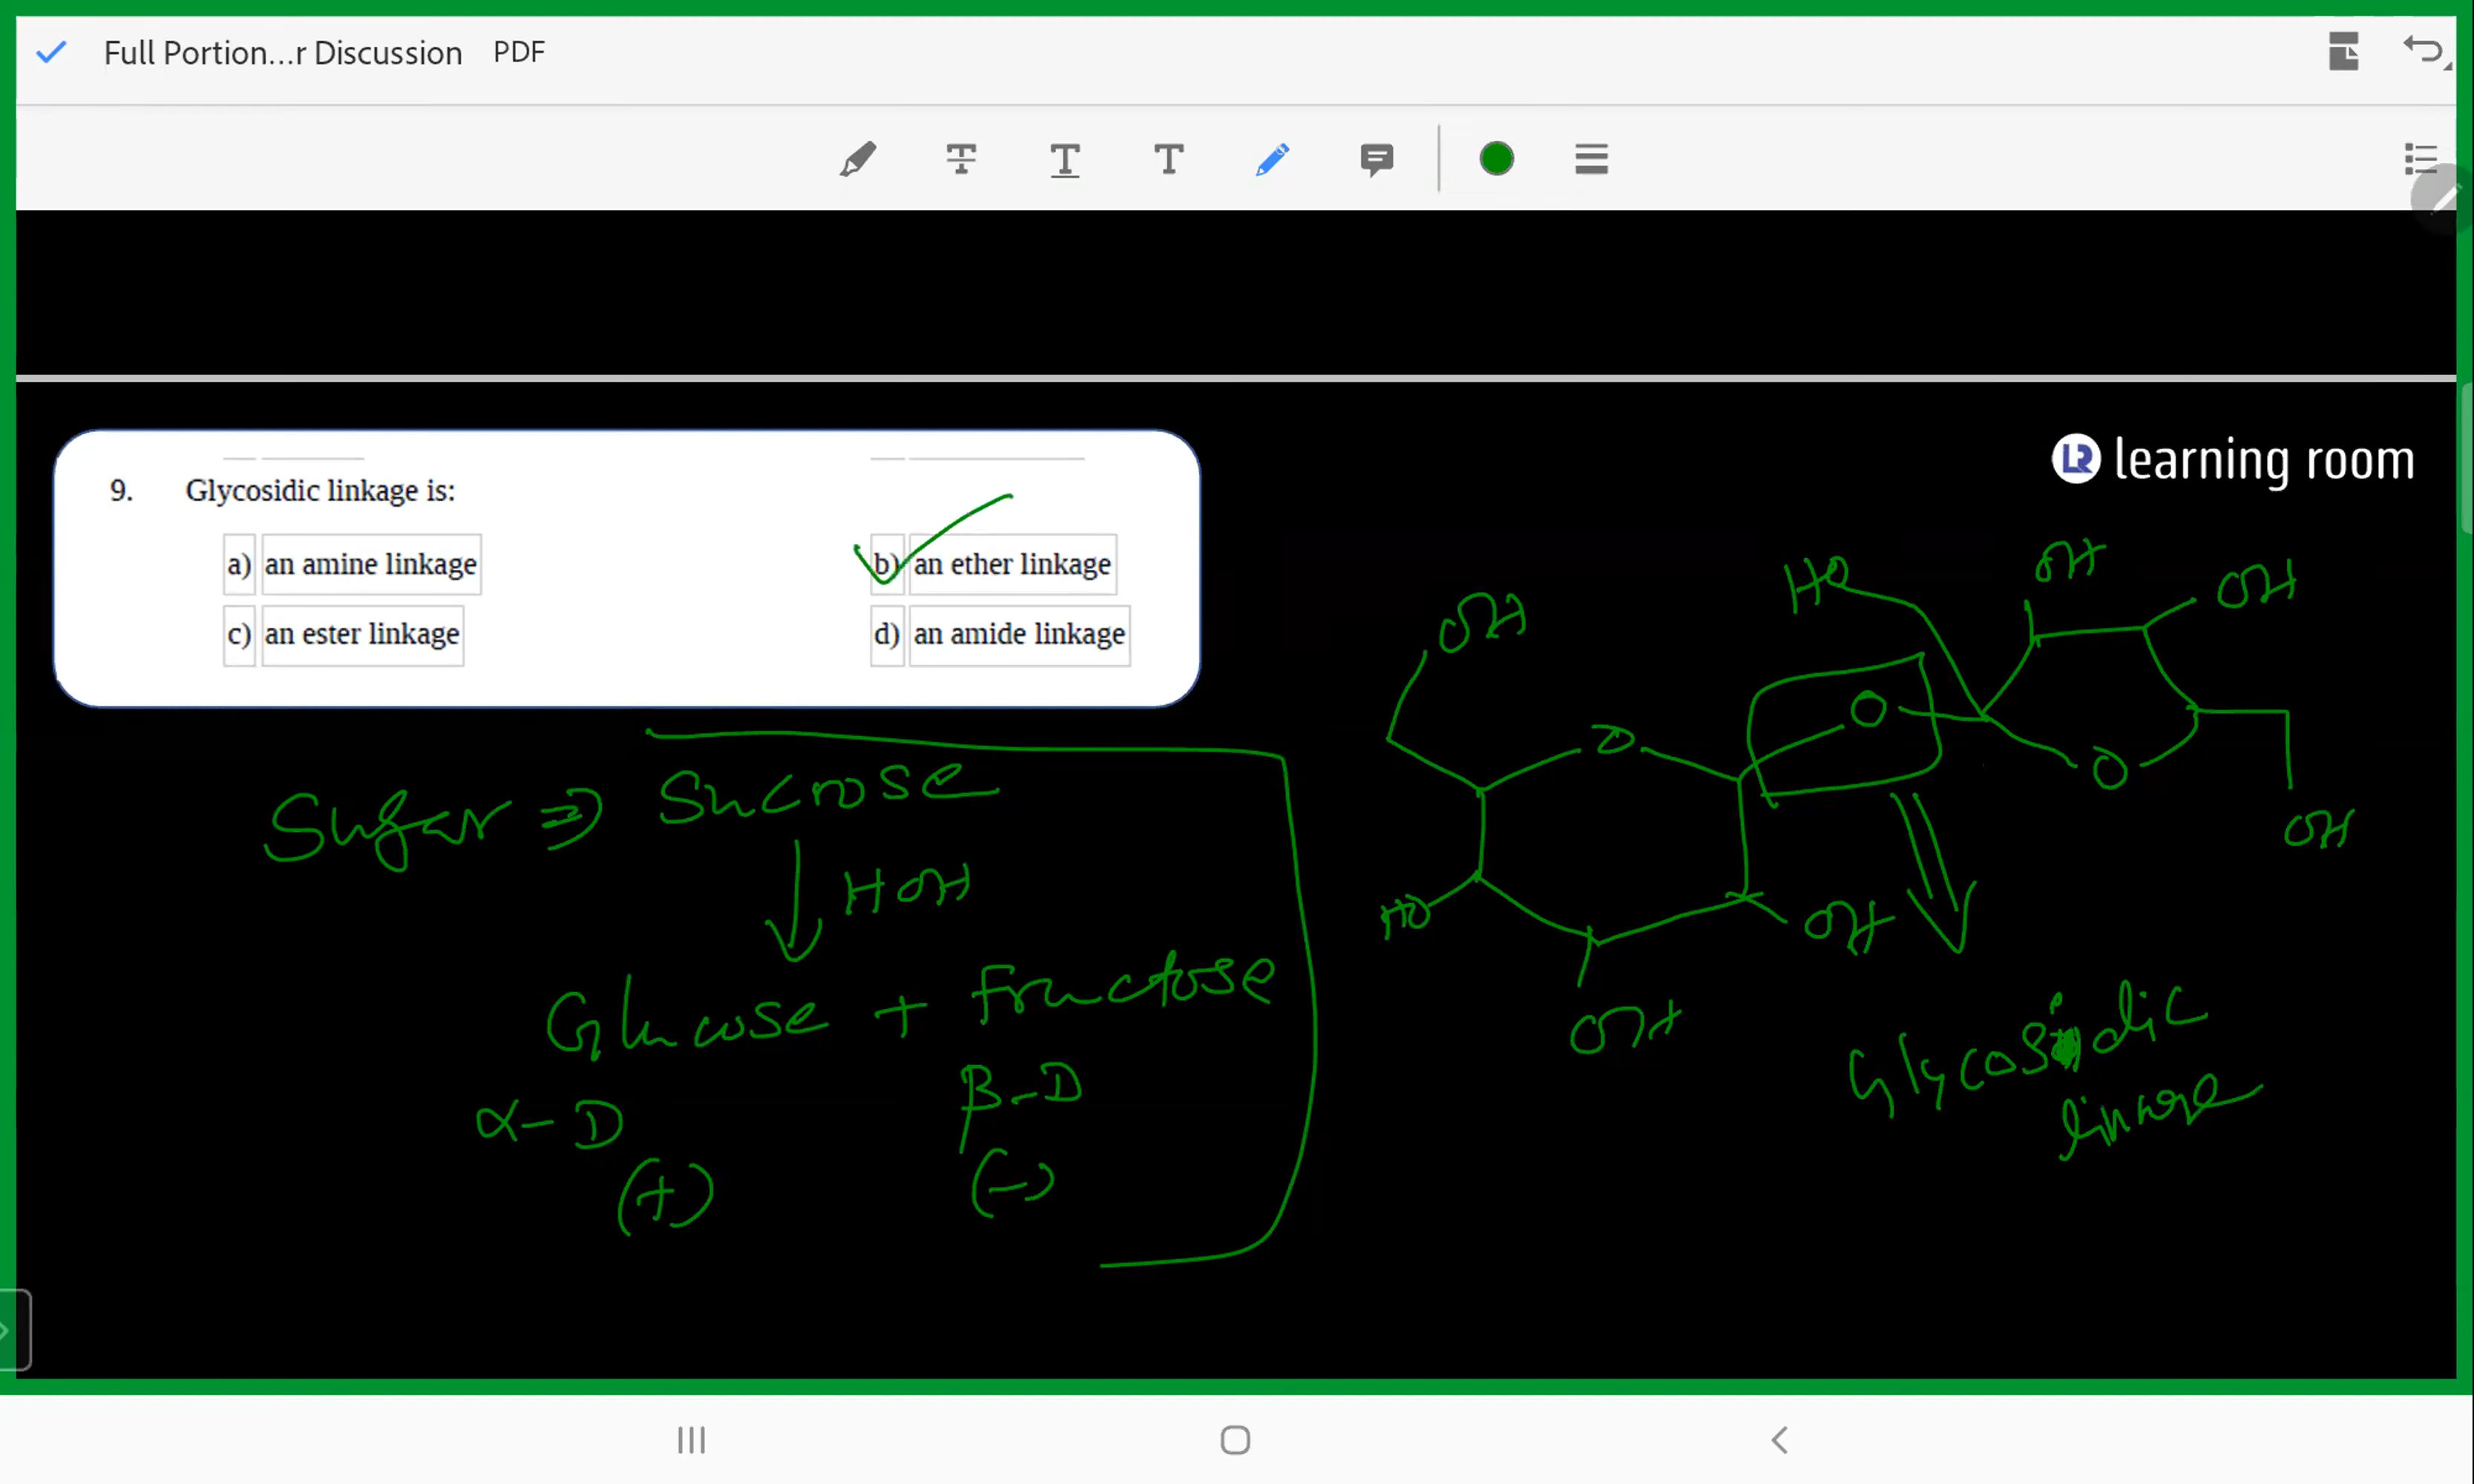 Full Portion...r Discussion PDF
learning room
9. Glycosidic linkage is:
a) an amine linkage
b) an ether linkage
c) an ester linkage
d) an amide linkage
Sugar ⇒ Sucrose
↓ HOH
Glucose + Fructose
α-D
β-D
(+)
(-)
OH
HO
OH
OH
O
O
O
OH
HO
OH
OH
Glycosidic
linkage